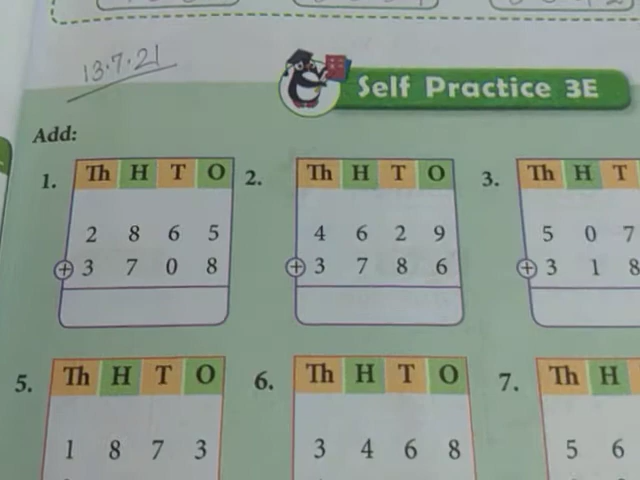 13.7.21
Self Practice 3E
Add:
1. Th H T O
2 8 6 5
+ 3 7 0 8
2. Th H T O
4 6 2 9
+ 3 7 8 6
3. Th H T
5 0 7
+ 3 1 8
5. Th H T O
1 8 7 3
6. Th H T O
3 4 6 8
7. Th H
5 6